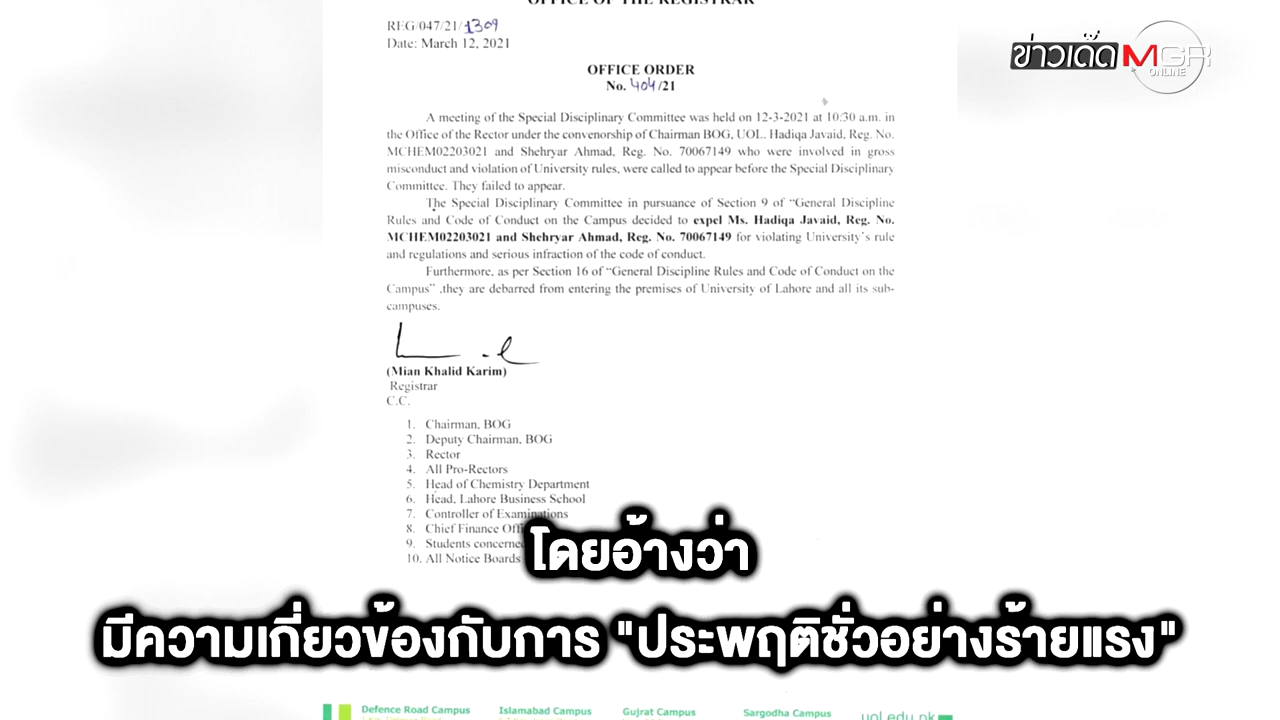 OFFICE OF THE REGISTRAR
REG/047/21/1309
Date: March 12, 2021
ข่าวเด็ด MGR
ONLINE
OFFICE ORDER
No. 404/21
A meeting of the Special Disciplinary Committee was held on 12-3-2021 at 10:30 a.m. in
the Office of the Rector under the convenorship of Chairman BOG, UOL. Hadiqa Javaid, Reg. No.
MCHEM02203021 and Shehryar Ahmad, Reg. No. 70067149 who were involved in gross
misconduct and violation of University rules, were called to appear before the Special Disciplinary
Committee. They failed to appear.
The Special Disciplinary Committee in pursuance of Section 9 of "General Discipline
Rules and Code of Conduct on the Campus decided to expel Ms. Hadiqa Javaid, Reg. No.
MCHEM02203021 and Shehryar Ahmad, Reg. No. 70067149 for violating University's rule
and regulations and serious infraction of the code of conduct.
Furthermore, as per Section 16 of "General Discipline Rules and Code of Conduct on the
Campus" ,they are debarred from entering the premises of University of Lahore and all its sub-
campuses.
(Mian Khalid Karim)
Registrar
C.C.
1. Chairman, BOG
2. Deputy Chairman, BOG
3. Rector
4. All Pro-Rectors
5. Head of Chemistry Department
6. Head, Lahore Business School
7. Controller of Examinations
8. Chief Finance
9. Students
10. All Notice Boards
โดยอ้างว่า
มีความเกี่ยวข้องกับการ "ประพฤติชั่วอย่างร้ายแรง"
Defence Road Campus Islamabad Campus Gujrat Campus Sargodha Campus uol.edu.pk